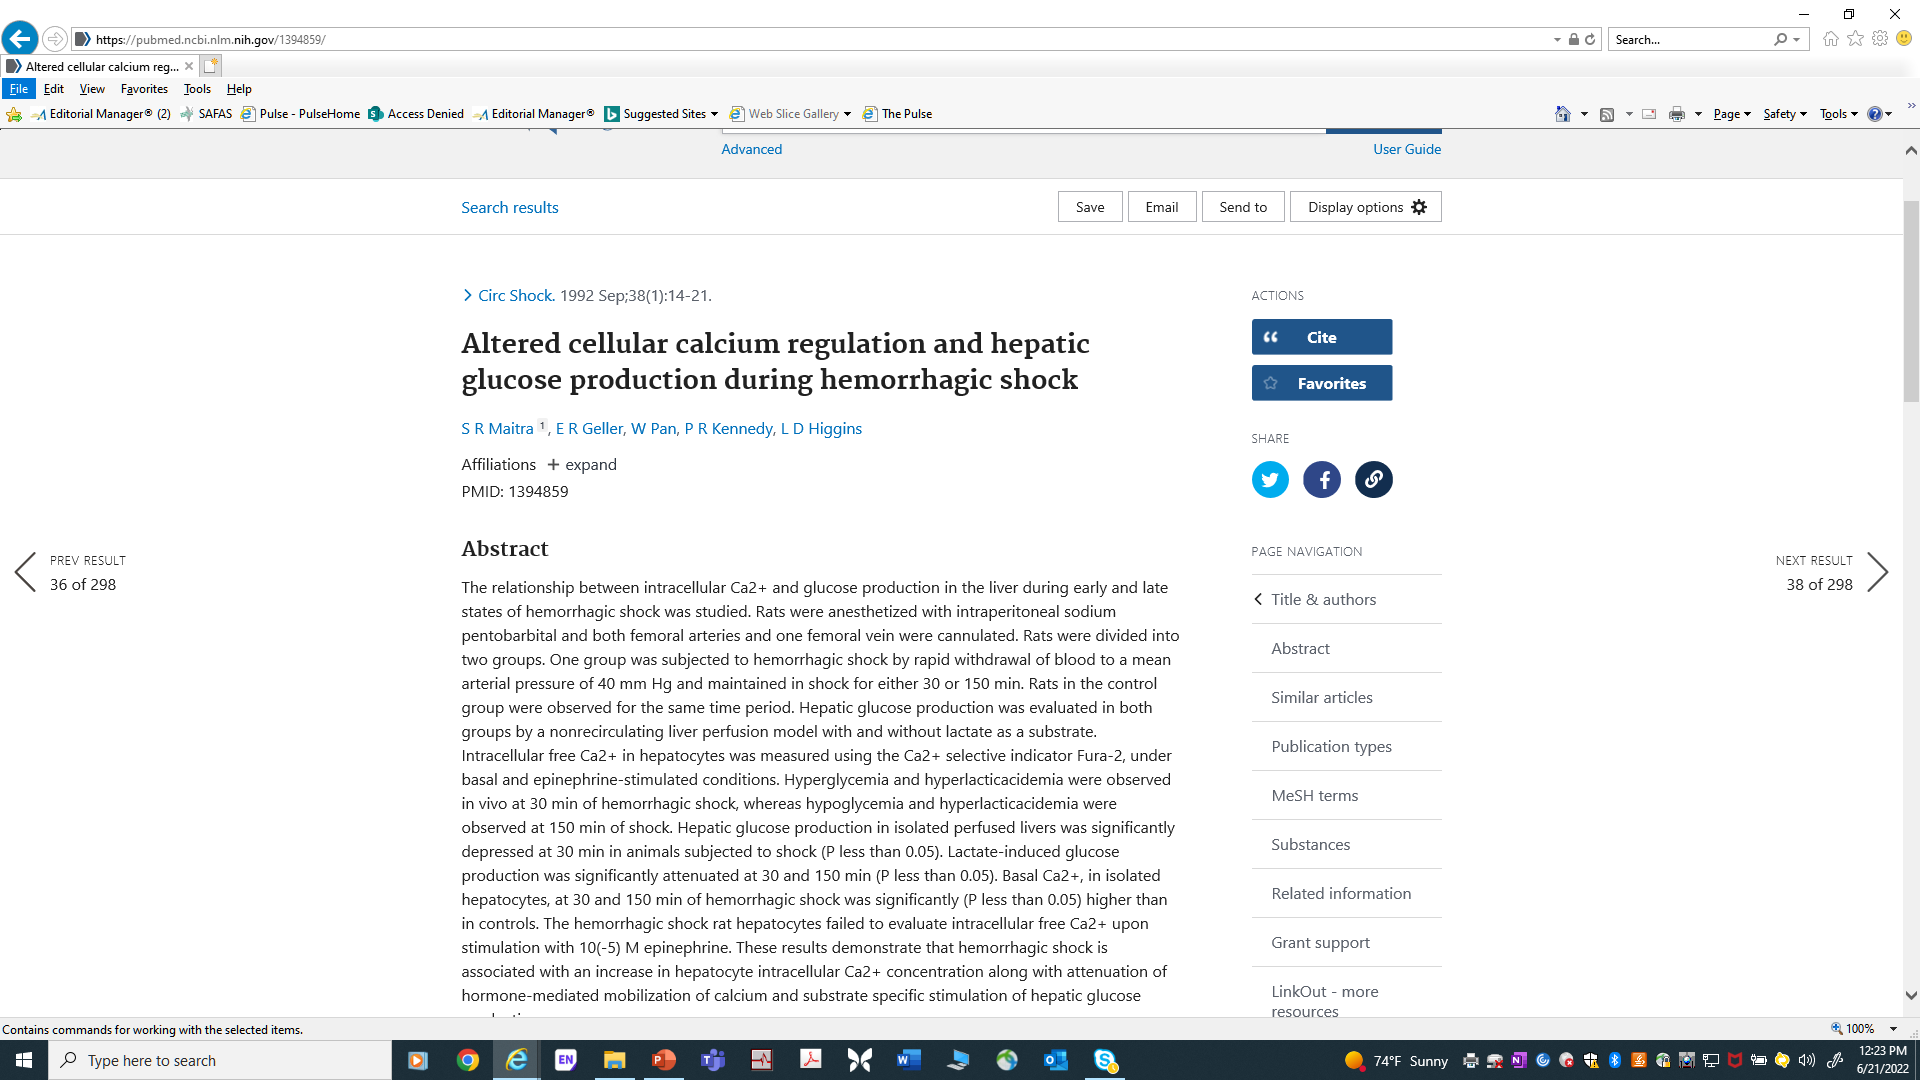 https://pubmed.ncbi.nlm.nih.gov/1394859/
Search...
Altered cellular calcium reg...
File Edit View Favorites Tools Help
Editorial Manager® (2) SAFAS Pulse - PulseHome Access Denied Editorial Manager® Suggested Sites Web Slice Gallery The Pulse
Page Safety Tools
Advanced User Guide
Search results Save Email Send to Display options
Circ Shock. 1992 Sep;38(1):14-21.
Altered cellular calcium regulation and hepatic
glucose production during hemorrhagic shock
S R Maitra 1, E R Geller, W Pan, P R Kennedy, L D Higgins
Affiliations + expand
PMID: 1394859
Abstract
The relationship between intracellular Ca2+ and glucose production in the liver during early and late
states of hemorrhagic shock was studied. Rats were anesthetized with intraperitoneal sodium
pentobarbital and both femoral arteries and one femoral vein were cannulated. Rats were divided into
two groups. One group was subjected to hemorrhagic shock by rapid withdrawal of blood to a mean
arterial pressure of 40 mm Hg and maintained in shock for either 30 or 150 min. Rats in the control
group were observed for the same time period. Hepatic glucose production was evaluated in both
groups by a nonrecirculating liver perfusion model with and without lactate as a substrate.
Intracellular free Ca2+ in hepatocytes was measured using the Ca2+ selective indicator Fura-2, under
basal and epinephrine-stimulated conditions. Hyperglycemia and hyperlacticacidemia were observed
in vivo at 30 min of hemorrhagic shock, whereas hypoglycemia and hyperlacticacidemia were
observed at 150 min of shock. Hepatic glucose production in isolated perfused livers was significantly
depressed at 30 min in animals subjected to shock (P less than 0.05). Lactate-induced glucose
production was significantly attenuated at 30 and 150 min (P less than 0.05). Basal Ca2+, in isolated
hepatocytes, at 30 and 150 min of hemorrhagic shock was significantly (P less than 0.05) higher than
in controls. The hemorrhagic shock rat hepatocytes failed to evaluate intracellular free Ca2+ upon
stimulation with 10(-5) M epinephrine. These results demonstrate that hemorrhagic shock is
associated with an increase in hepatocyte intracellular Ca2+ concentration along with attenuation of
hormone-mediated mobilization of calcium and substrate specific stimulation of hepatic glucose
ACTIONS
Cite
Favorites
SHARE
PAGE NAVIGATION
Title & authors
Abstract
Similar articles
Publication types
MeSH terms
Substances
Related information
Grant support
LinkOut - more
resources
PREV RESULT
36 of 298
NEXT RESULT
38 of 298
Contains commands for working with the selected items.
100%
Type here to search
EN
74°F Sunny
12:23 PM
6/21/2022